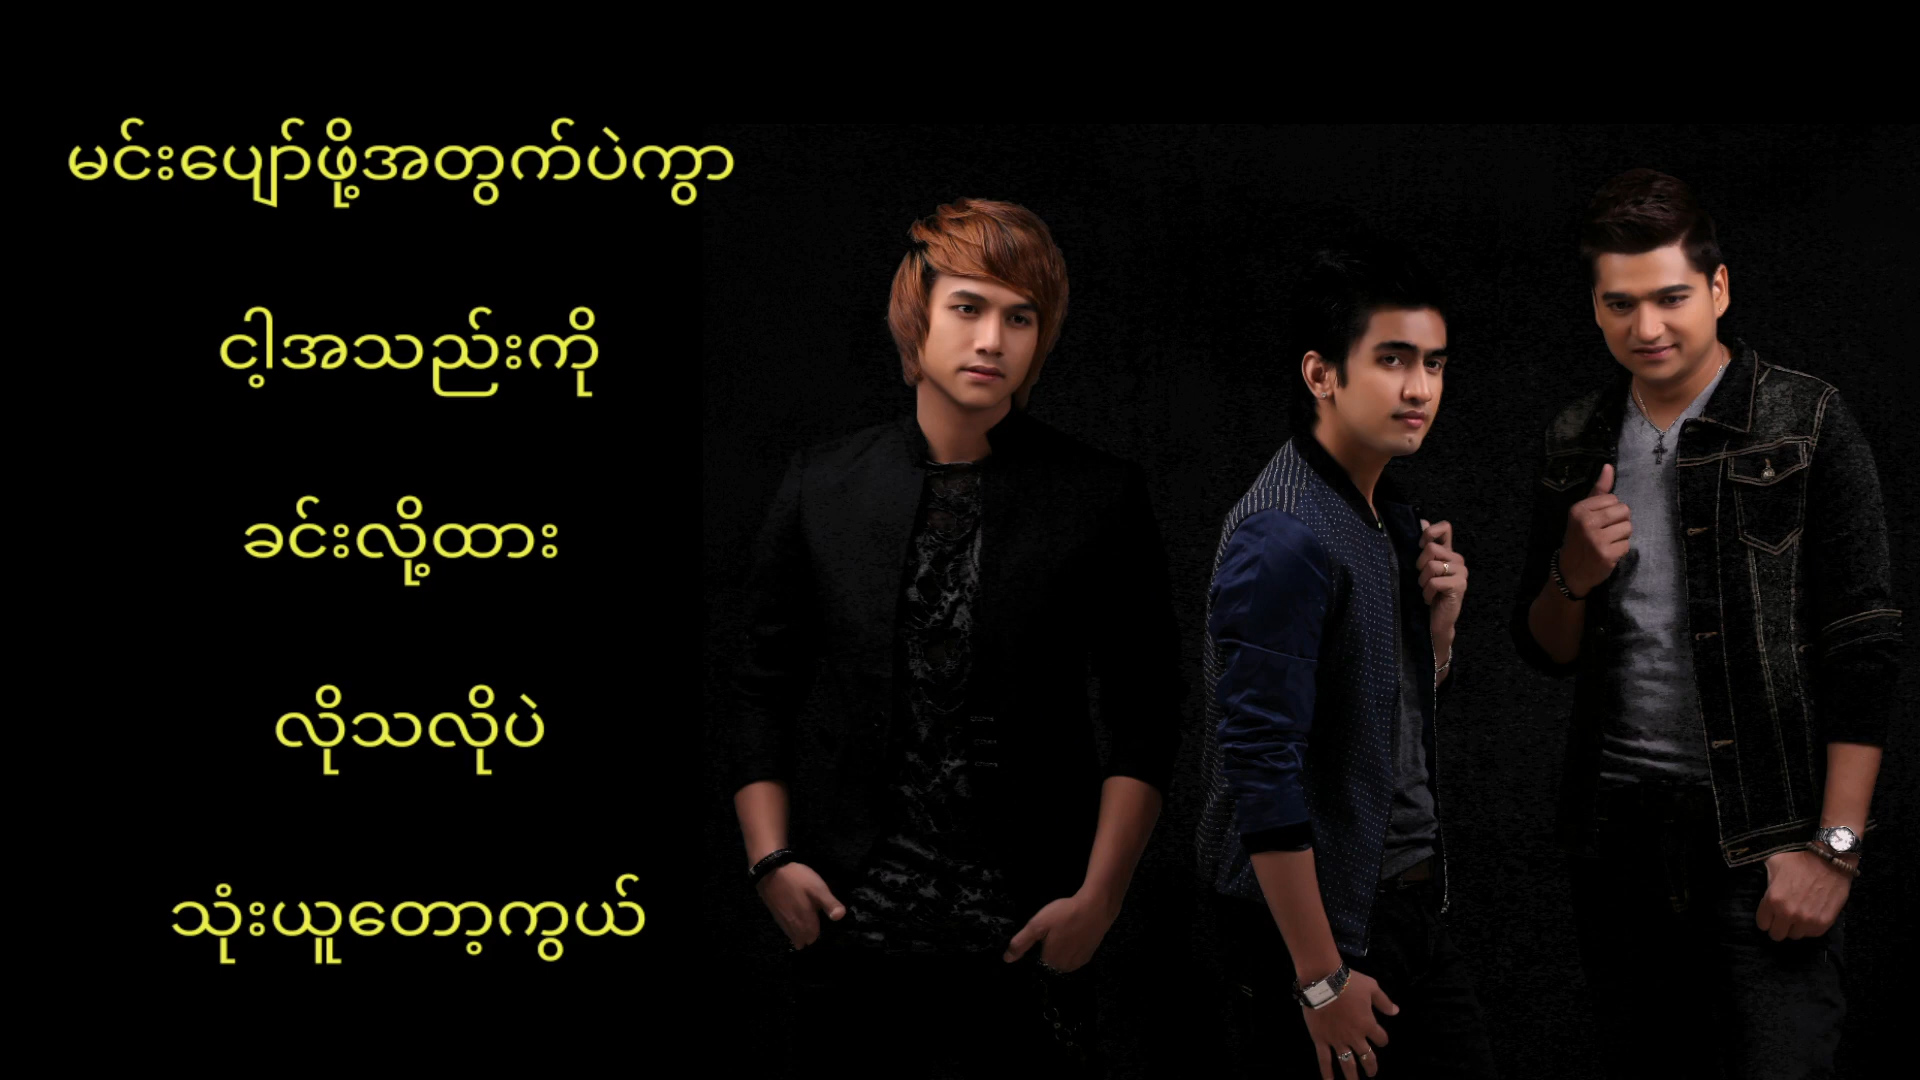 မင်းပျော်ဖို့အတွက်ပဲကွာ
ငါ့အသည်းကို
ခင်းလို့ထား
လိုသလိုပဲ
သုံးယူတော့ကွယ်